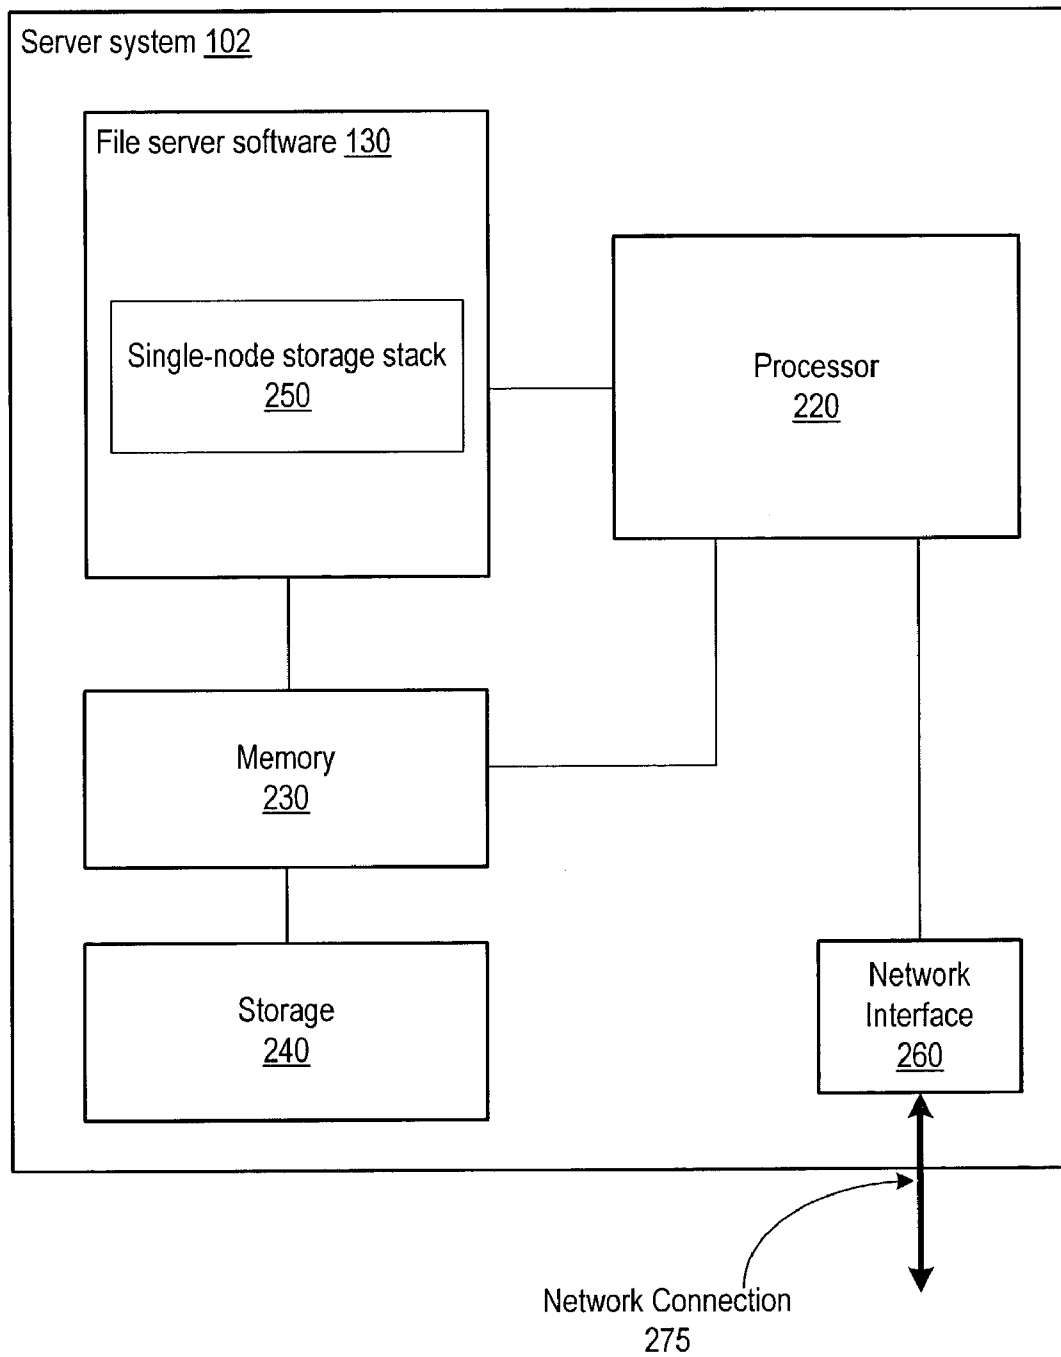 Server system 102
File server software 130
Single-node storage stack
250
Processor
220
Memory
230
Storage
240
Network
Interface
260
Network Connection
275